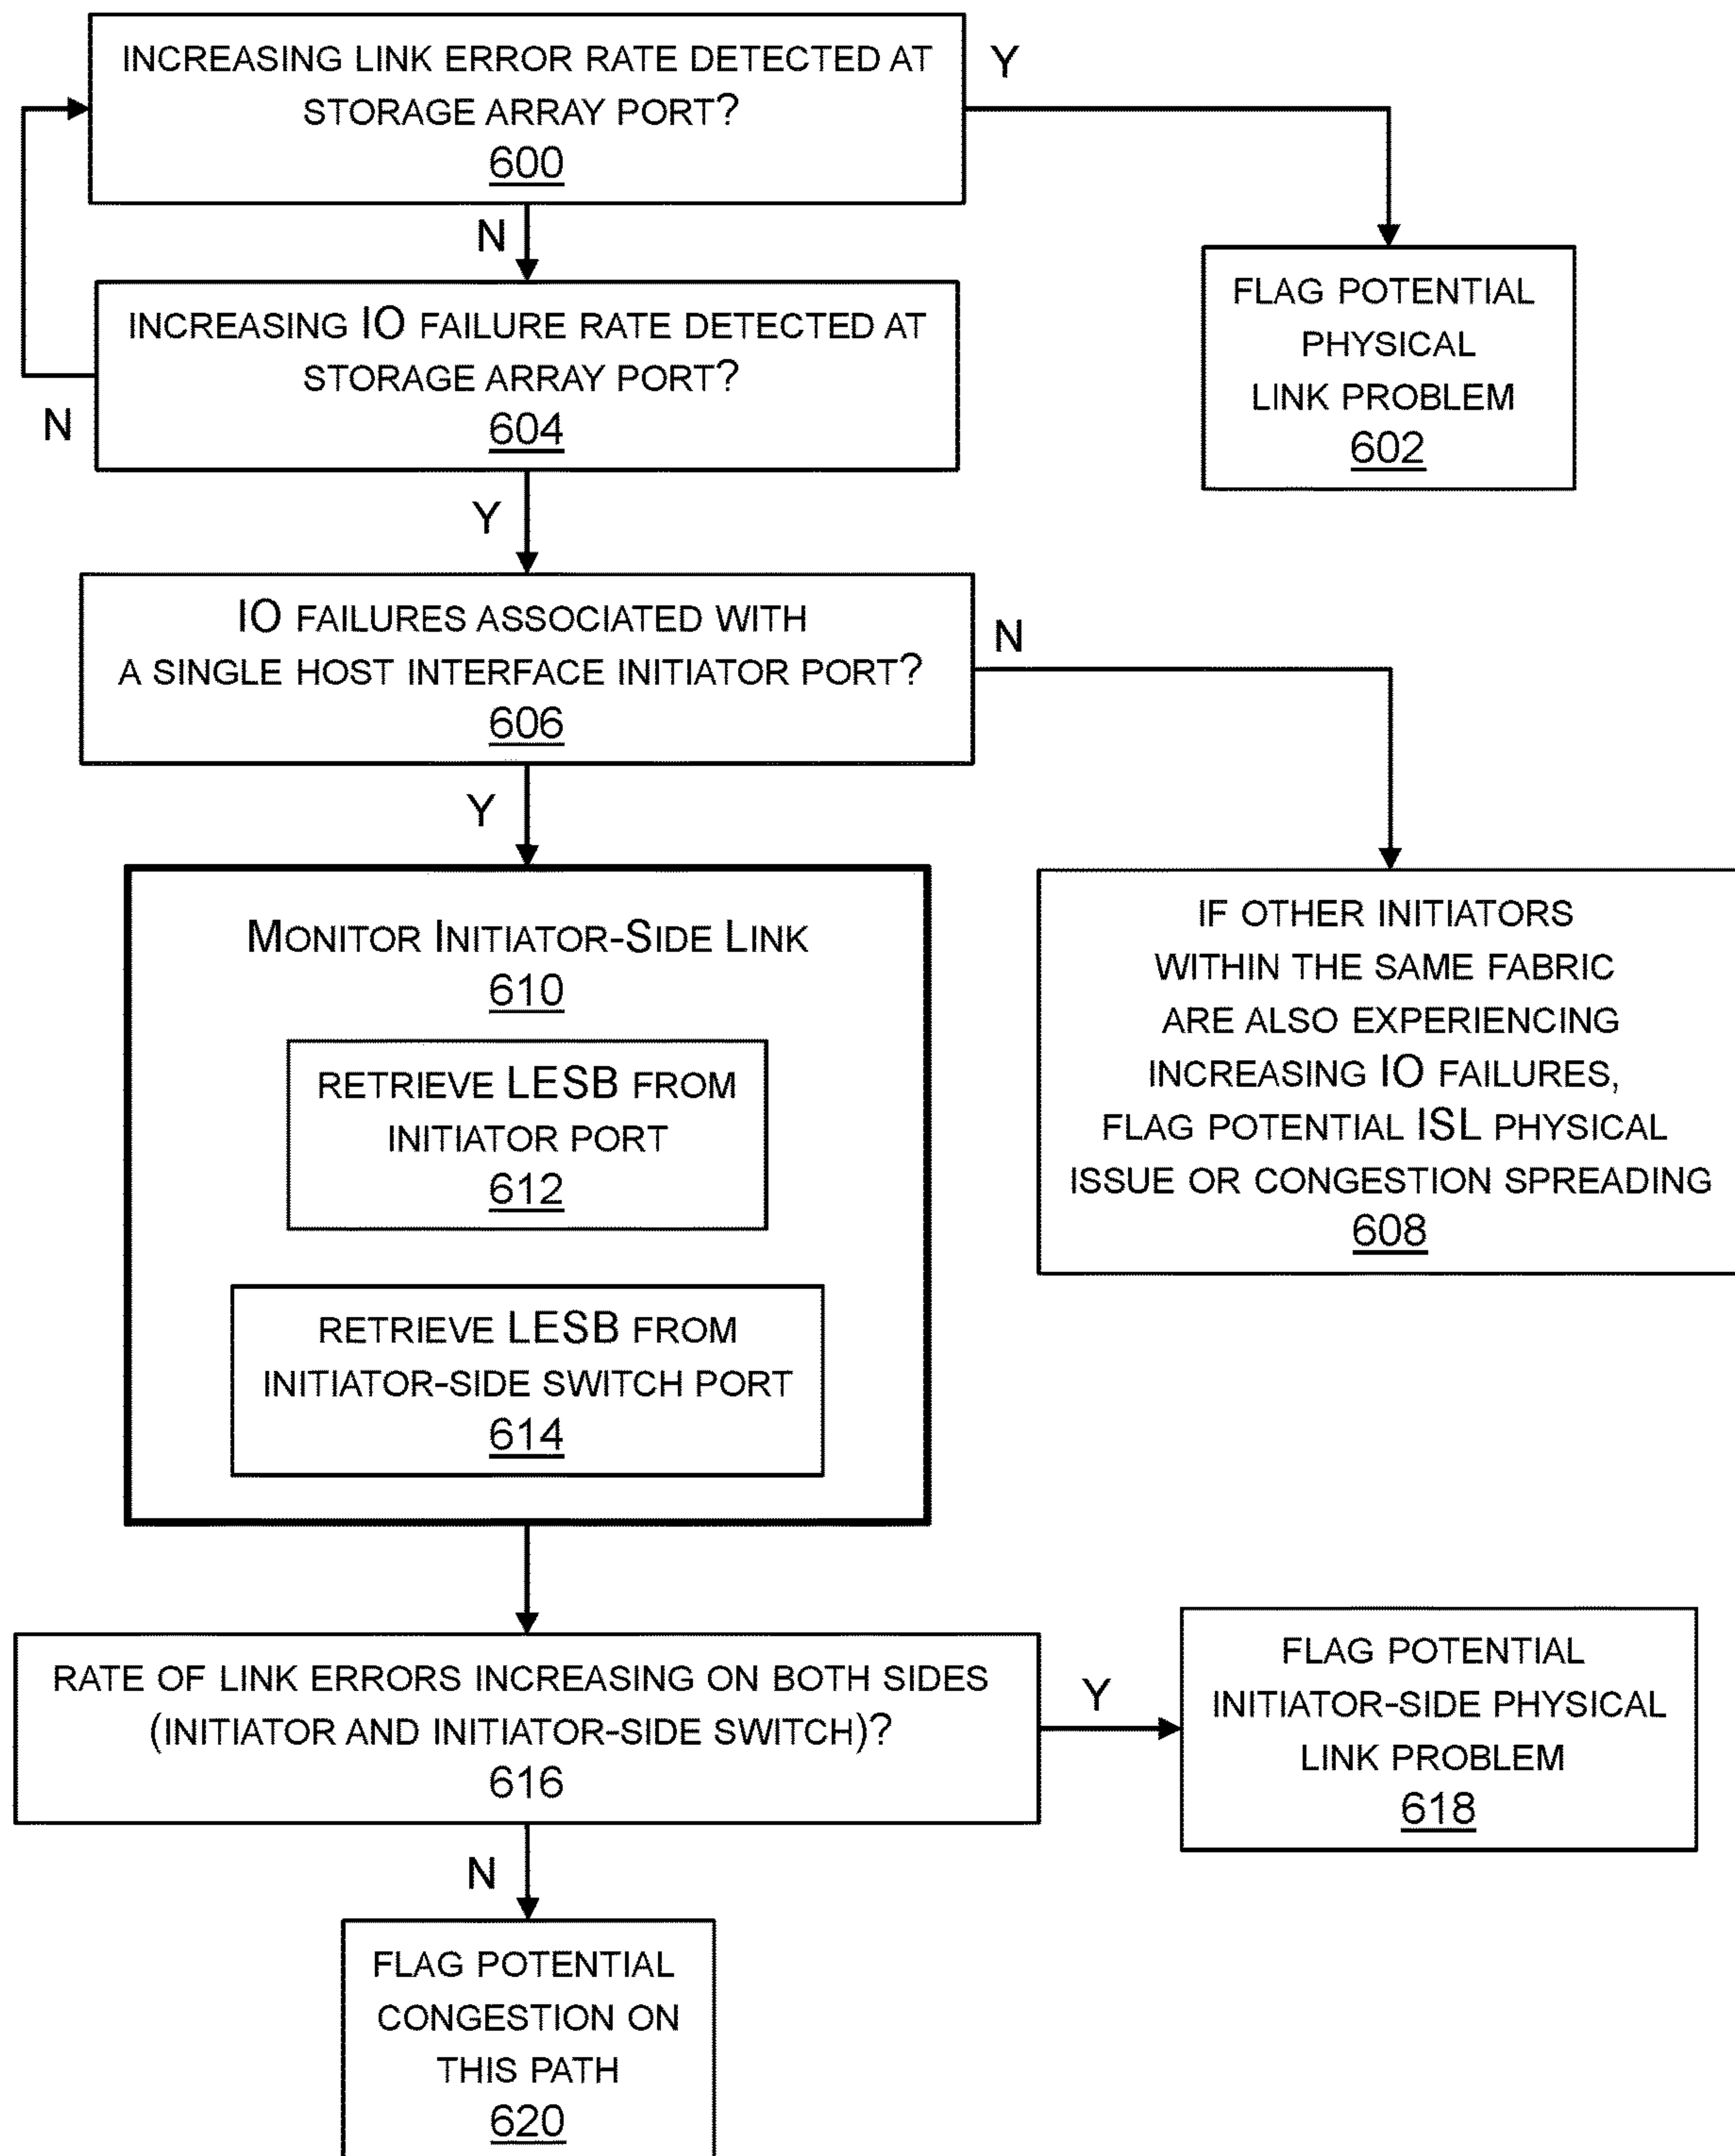 INCREASING LINK ERROR RATE DETECTED AT
STORAGE ARRAY PORT?
600
Y
N
INCREASING IO FAILURE RATE DETECTED AT
STORAGE ARRAY PORT?
604
N
FLAG POTENTIAL
PHYSICAL
LINK PROBLEM
602
Y
IO FAILURES ASSOCIATED WITH
A SINGLE HOST INTERFACE INITIATOR PORT?
606
N
Y
MONITOR INITIATOR-SIDE LINK
610
RETRIEVE LESB FROM
INITIATOR PORT
612
RETRIEVE LESB FROM
INITIATOR-SIDE SWITCH PORT
614
IF OTHER INITIATORS
WITHIN THE SAME FABRIC
ARE ALSO EXPERIENCING
INCREASING IO FAILURES,
FLAG POTENTIAL ISL PHYSICAL
ISSUE OR CONGESTION SPREADING
608
RATE OF LINK ERRORS INCREASING ON BOTH SIDES
(INITIATOR AND INITIATOR-SIDE SWITCH)?
616
Y
FLAG POTENTIAL
INITIATOR-SIDE PHYSICAL
LINK PROBLEM
618
N
FLAG POTENTIAL
CONGESTION ON
THIS PATH
620